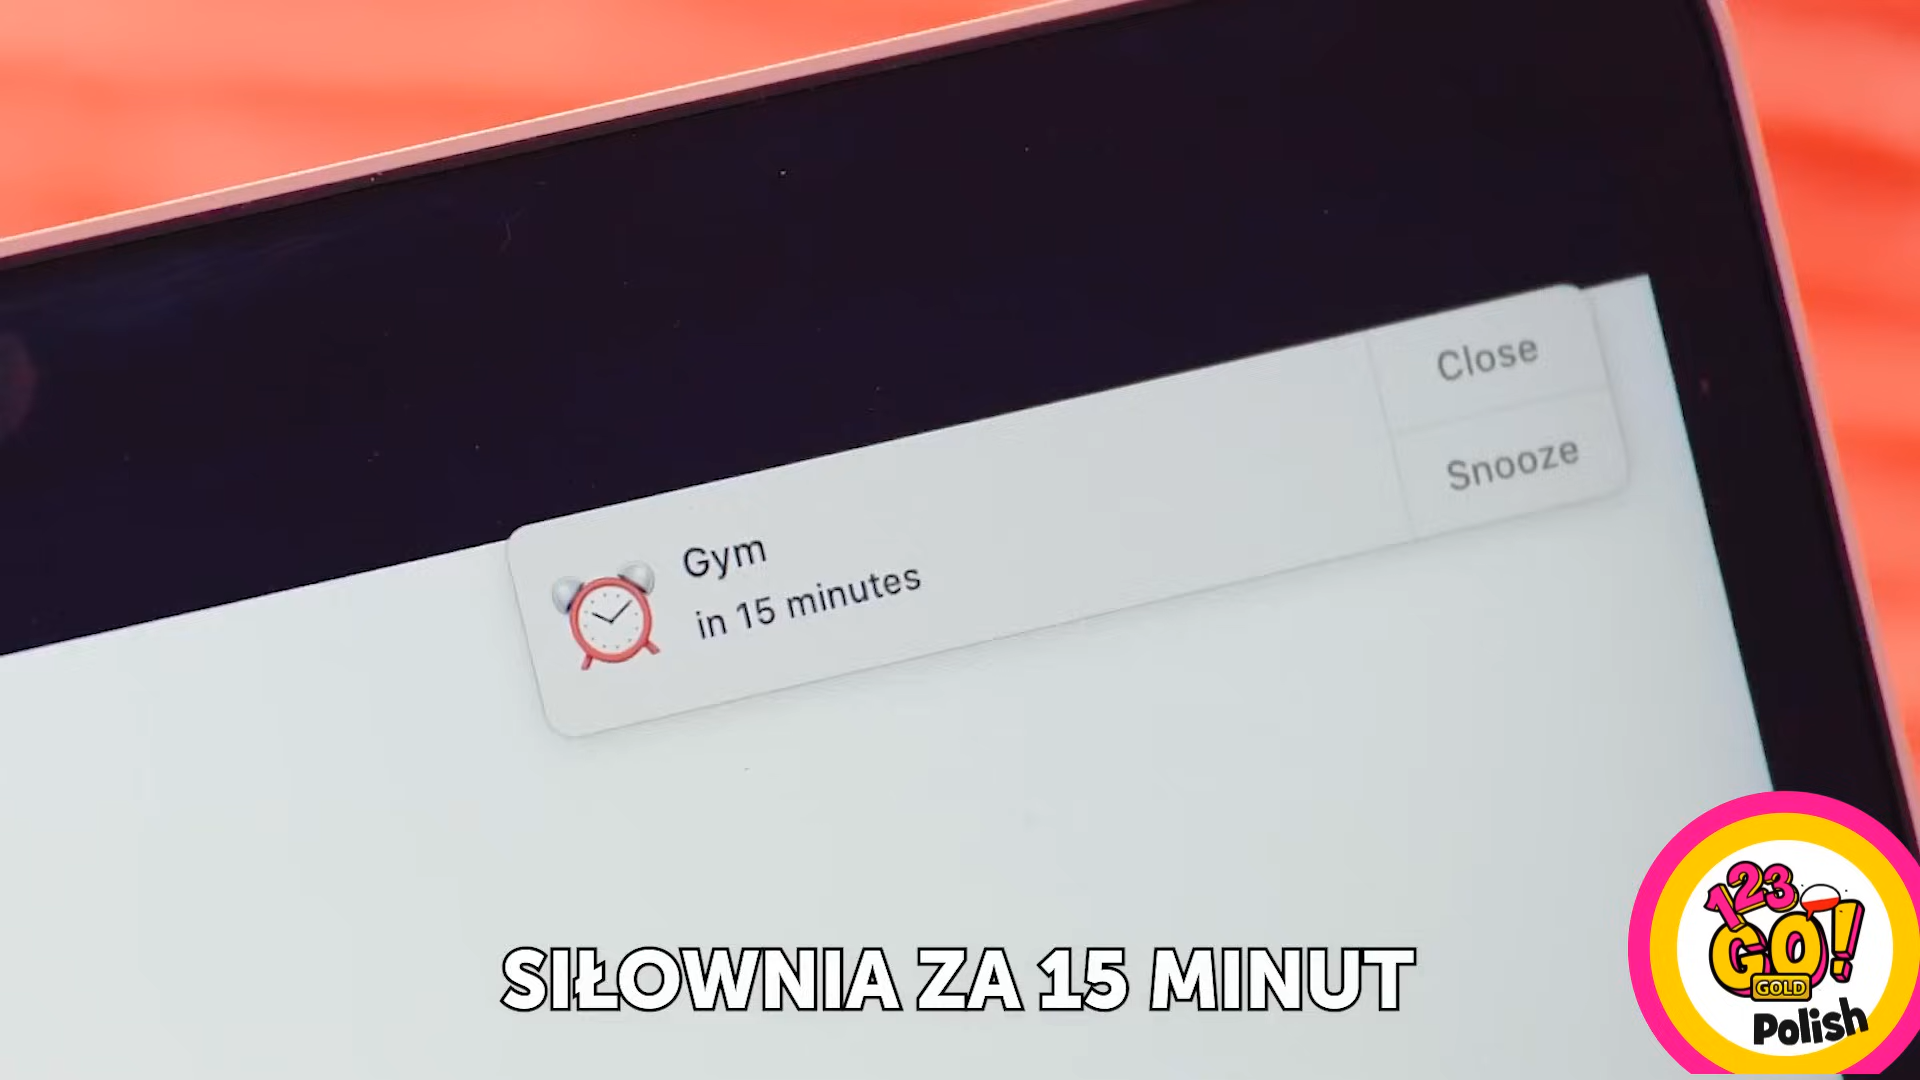 Close
Snooze
Gym
in 15 minutes
SIŁOWNIA ZA 15 MINUT
123
GO!
GOLD
Polish